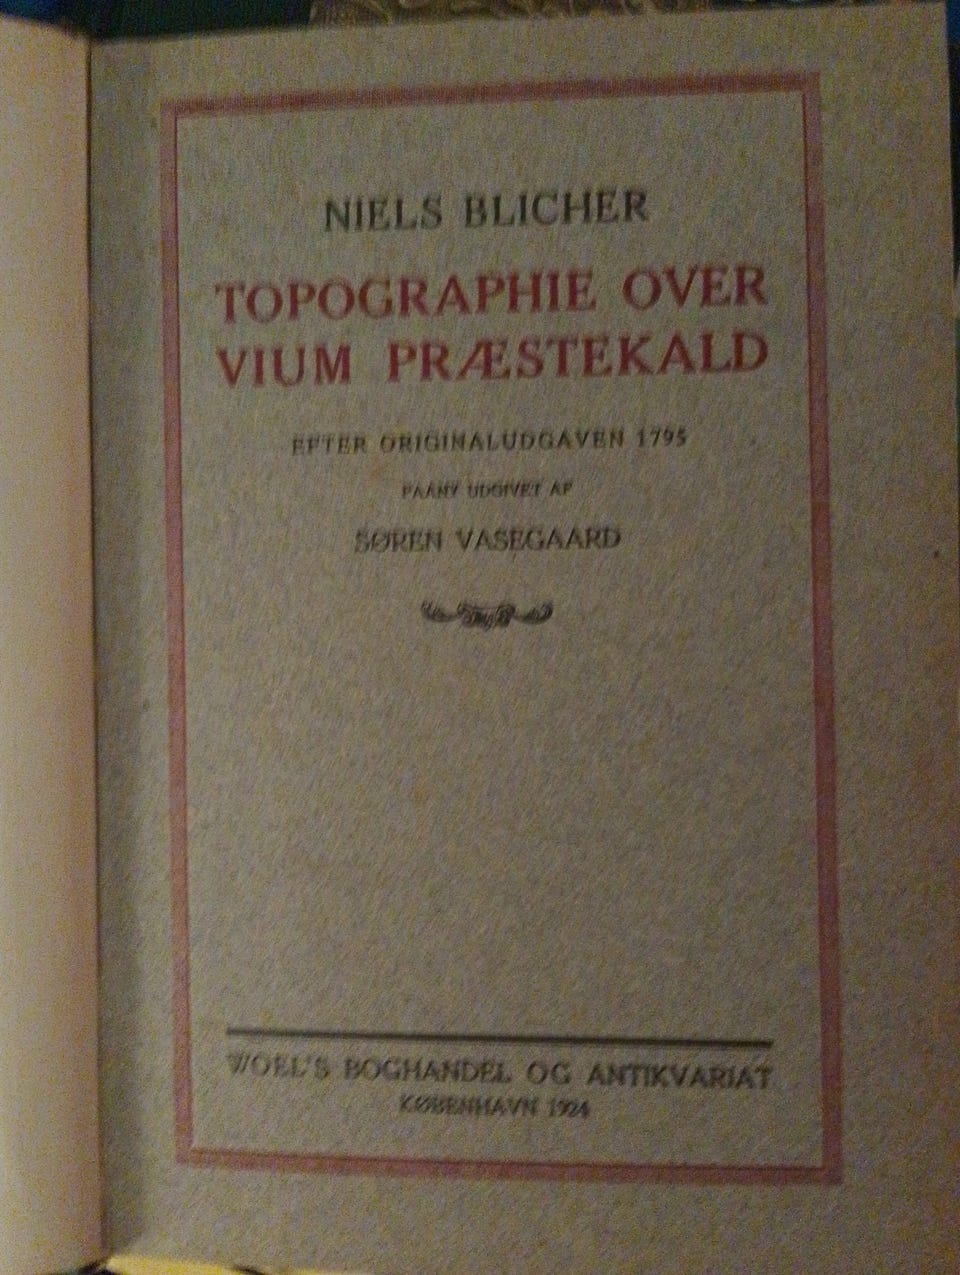 NIELS BLICHER
TOPOGRAPHIE OVER
VIUM PRÆSTEKALD
EFTER ORIGINALUDGAVEN 1795
PAANY UDGIVET AF
SØREN VASEGAARD
WOEL'S BOGHANDEL OG ANTIKVARIAT
KØBENHAVN 1924